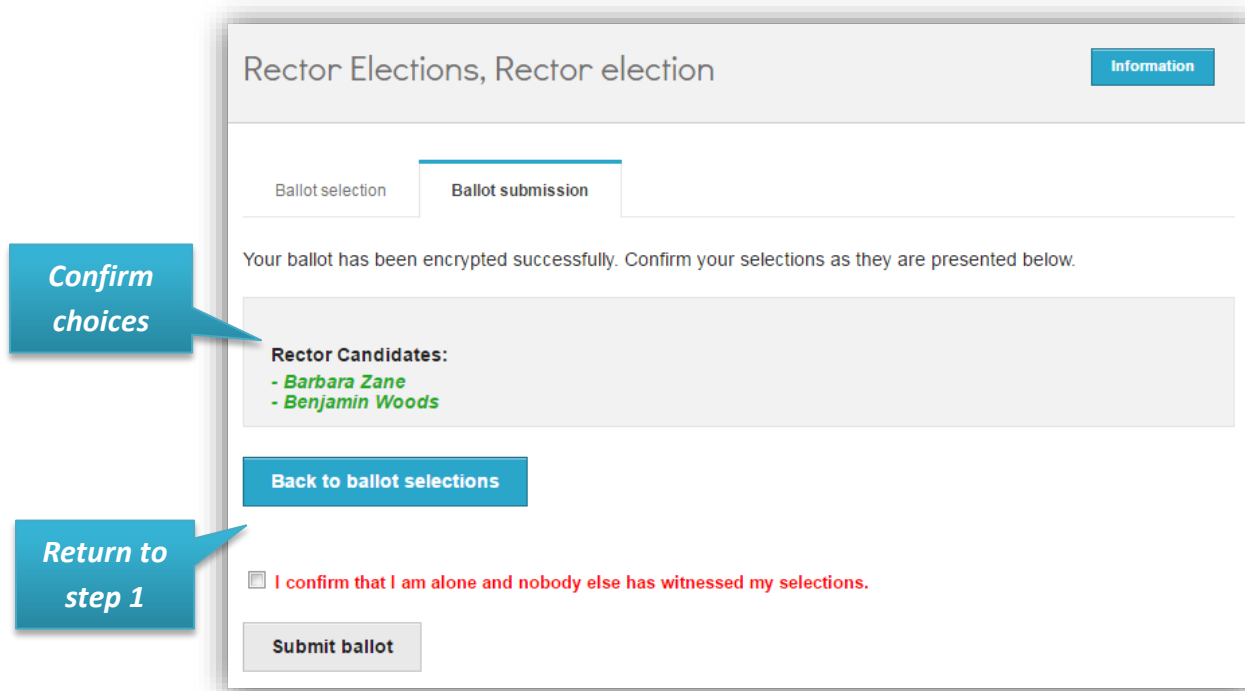 Rector Elections, Rector election
Information
Ballot selection
Ballot submission
Your ballot has been encrypted successfully. Confirm your selections as they are presented below.
Confirm
choices
Rector Candidates:
- Barbara Zane
- Benjamin Woods
Back to ballot selections
Return to
step 1
I confirm that I am alone and nobody else has witnessed my selections.
Submit ballot